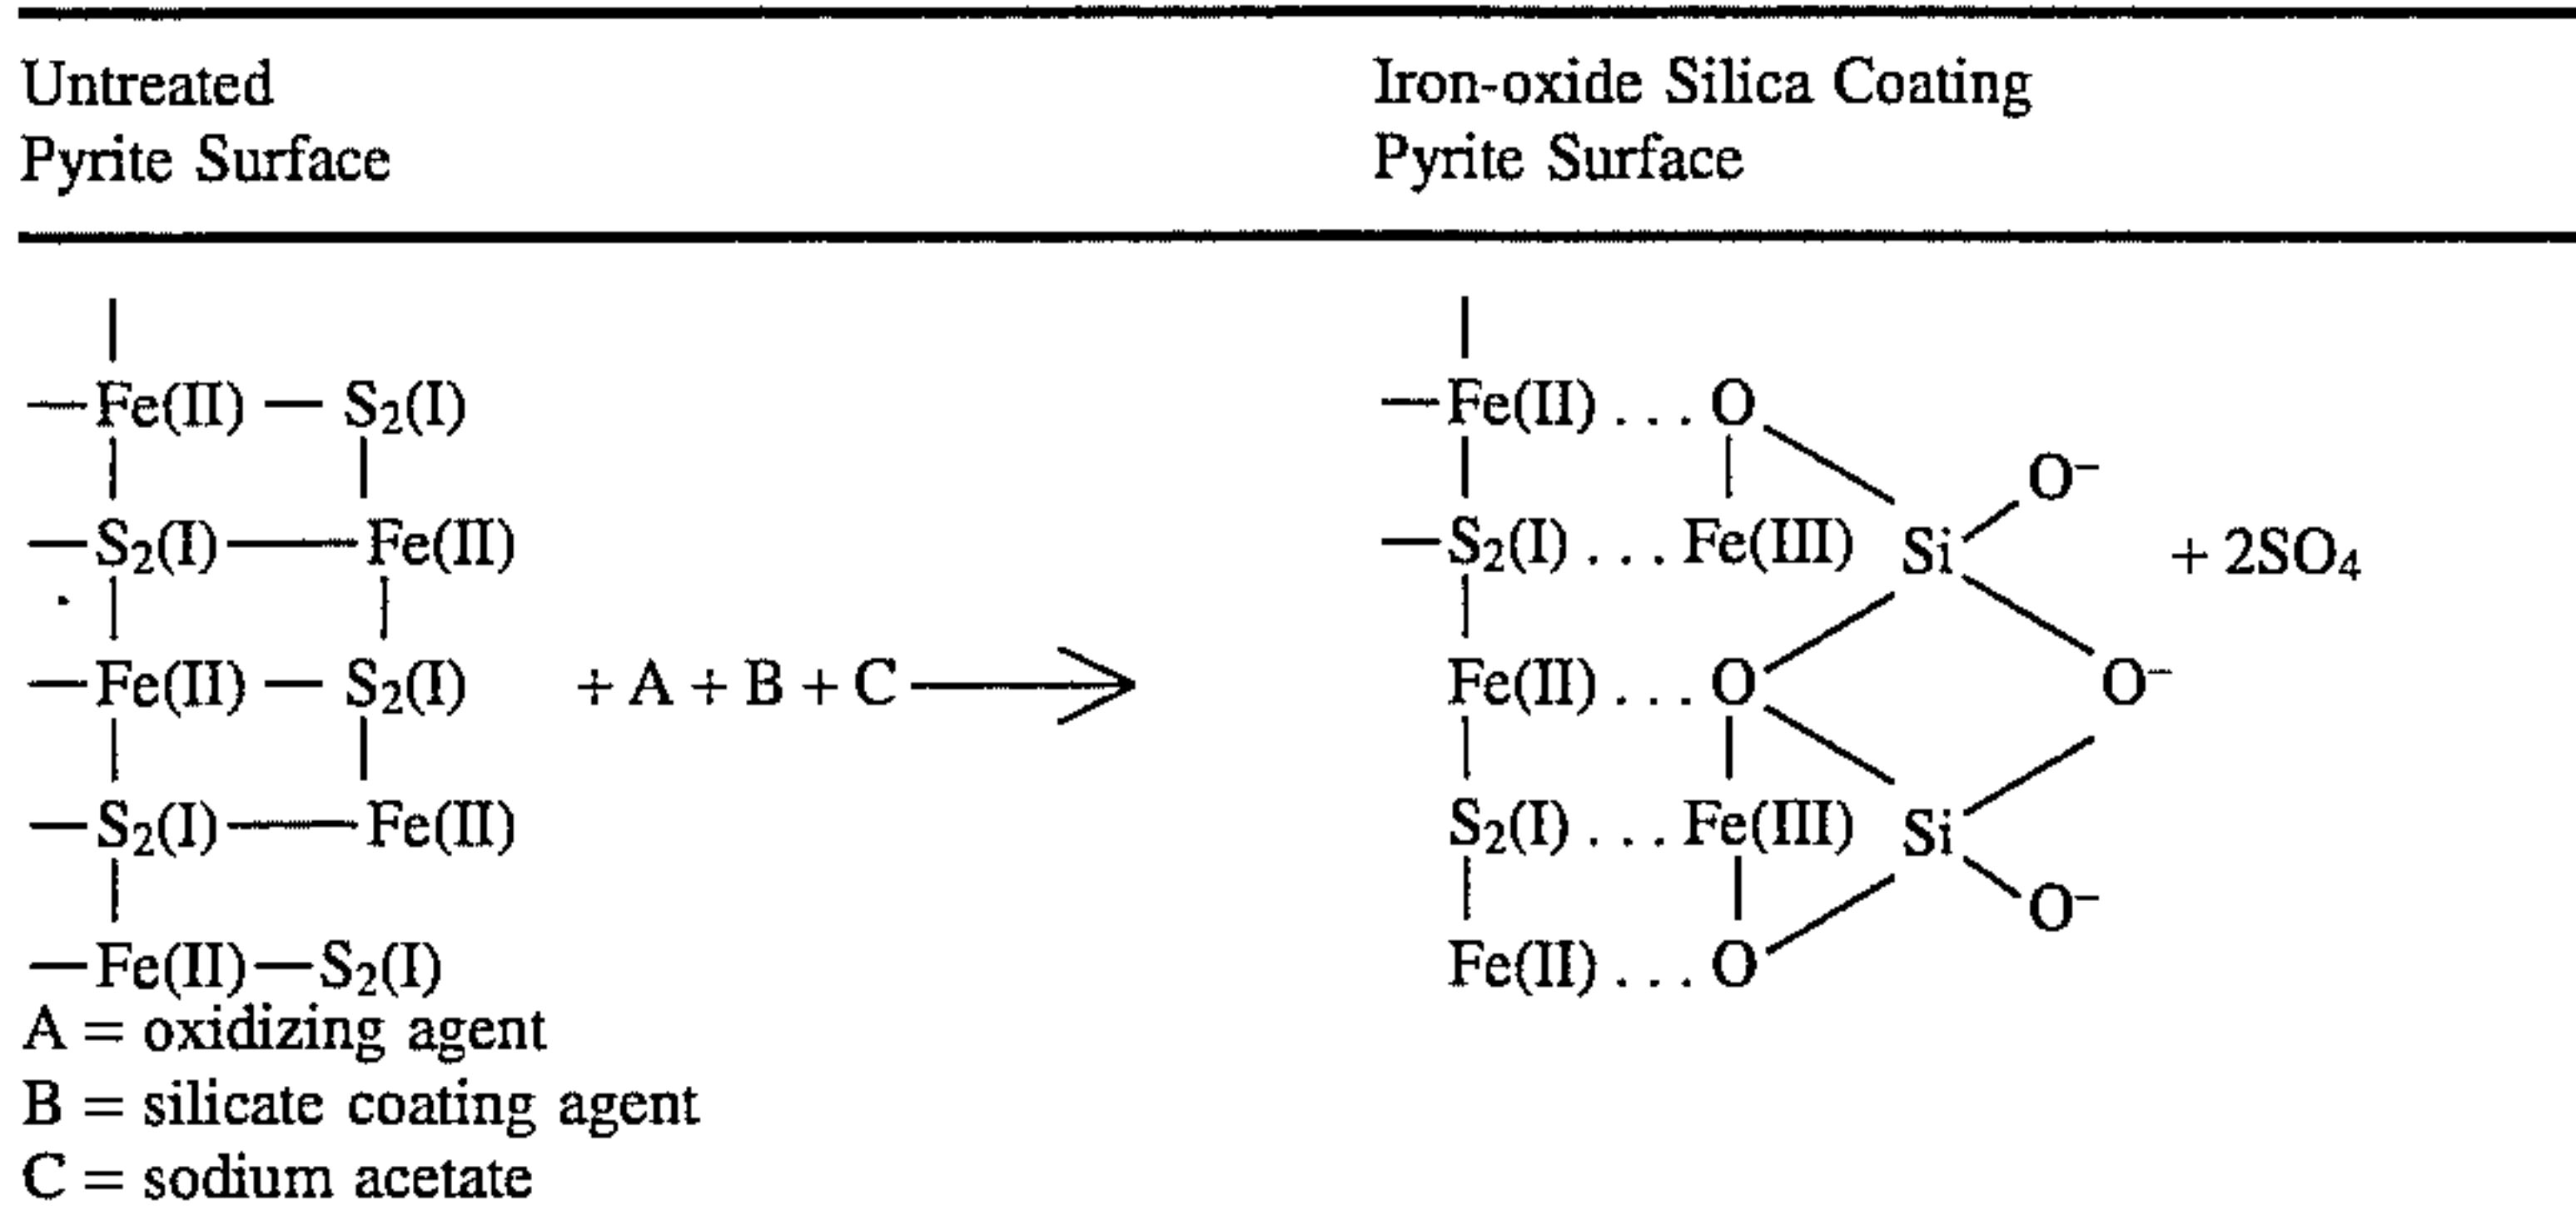 Untreated
Pyrite Surface
Iron-oxide Silica Coating
Pyrite Surface
Fe(II) — S₂(I)
S₂(I) — Fe(II)
Fe(II) — S₂(I)
+ A + B + C
S₂(I) — Fe(II)
Fe(II) — S₂(I)
Fe(II) . . . O
O⁻
S₂(I) . . . Fe(III)
Si
+ 2SO₄
Fe(II) . . . O
O⁻
S₂(I) . . . Fe(III)
Si
O⁻
Fe(II) . . . O
A = oxidizing agent
B = silicate coating agent
C = sodium acetate